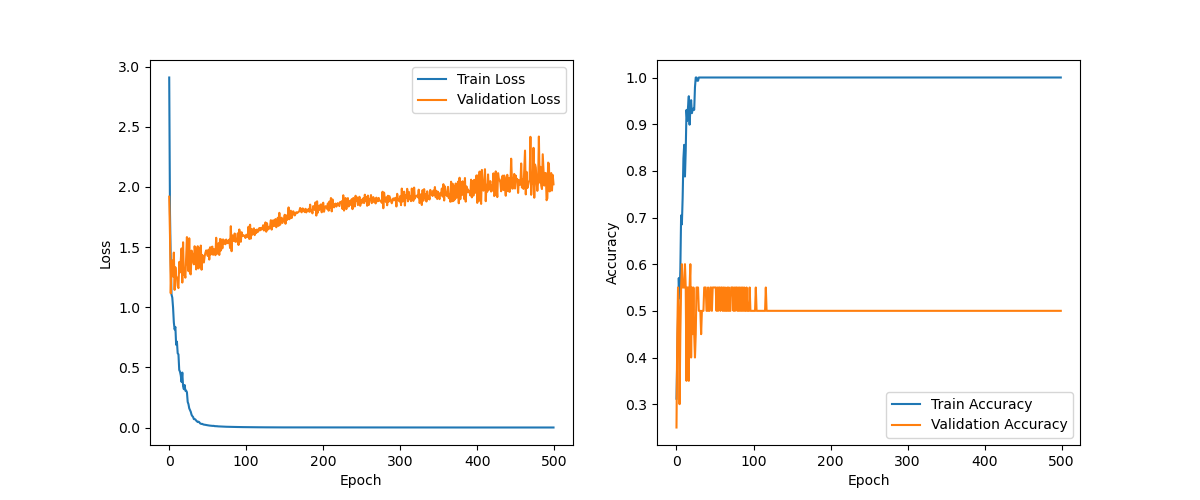 3.0
2.5
2.0
1.5
1.0
0.5
0.0
Loss
0 100 200 300 400 500
Epoch
Train Loss
Validation Loss
1.0
0.9
0.8
0.7
0.6
0.5
0.4
0.3
Accuracy
0 100 200 300 400 500
Epoch
Train Accuracy
Validation Accuracy